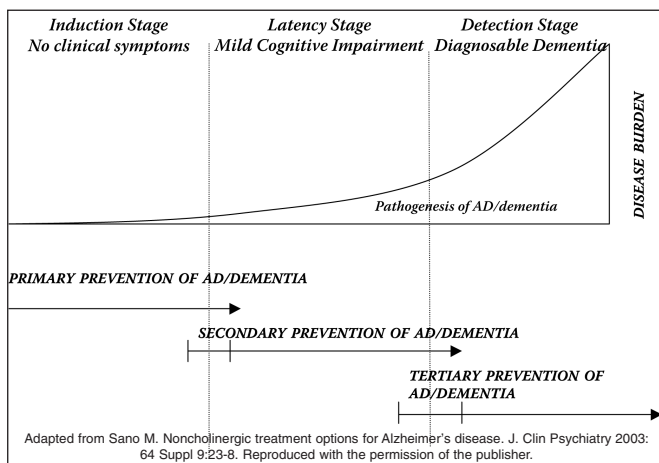 Induction Stage
No clinical symptoms
Latency Stage
Mild Cognitive Impairment
Detection Stage
Diagnosable Dementia
DISEASE BURDEN
Pathogenesis of AD/dementia
PRIMARY PREVENTION OF AD/DEMENTIA
SECONDARY PREVENTION OF AD/DEMENTIA
TERTIARY PREVENTION OF
AD/DEMENTIA
Adapted from Sano M. Noncholinergic treatment options for Alzheimer's disease. J. Clin Psychiatry 2003:
64 Suppl 9:23-8. Reproduced with the permission of the publisher.